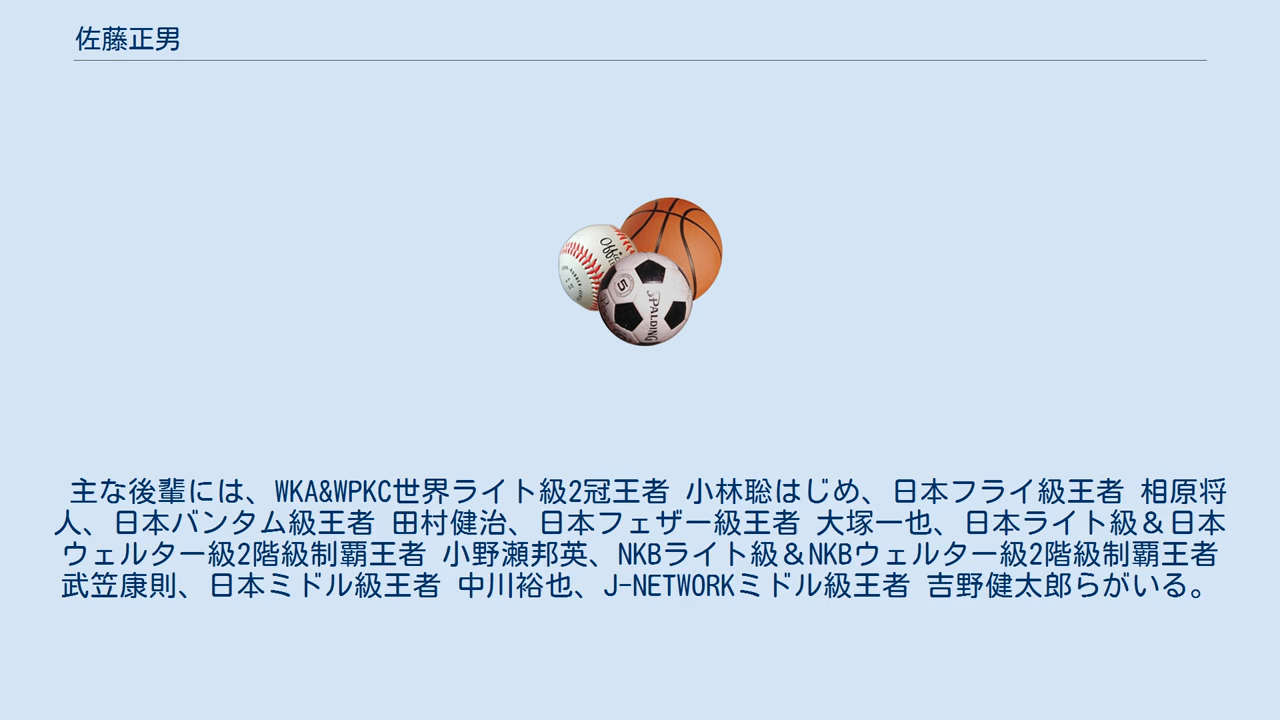 佐藤正男
Offici
5
SPALDING
主な後輩には、WKA&WPKC世界ライト級2冠王者 小林聡はじめ、日本フライ級王者 相原将
人、日本バンタム級王者 田村健治、日本フェザー級王者 大塚一也、日本ライト級＆日本
ウェルター級2階級制覇王者 小野瀬邦英、NKBライト級＆NKBウェルター級2階級制覇王者
武笠康則、日本ミドル級王者 中川裕也、J-NETWORKミドル級王者 吉野健太郎らがいる。